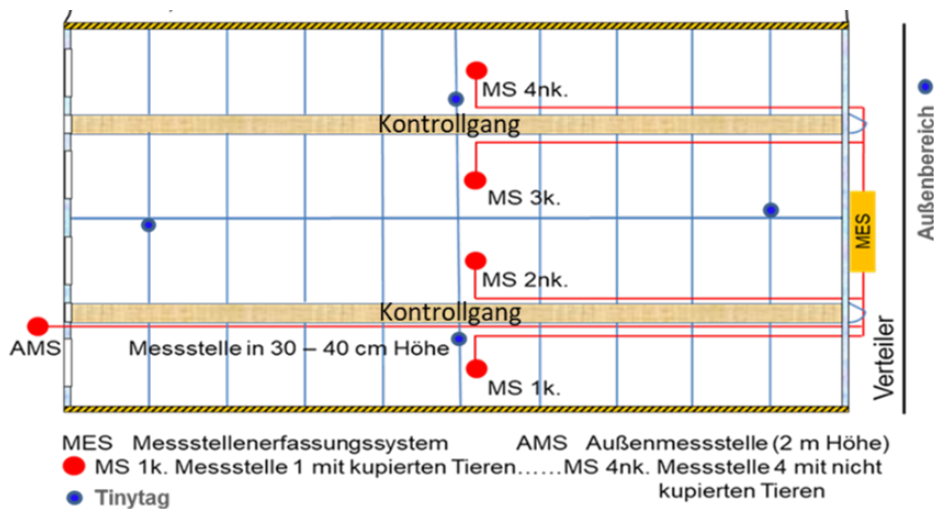 MS 4nk.
Kontrollgang
MS 3k.
MS 2nk.
Kontrollgang
AMS
Messstelle in 30 – 40 cm Höhe
MS 1k.
MES
Verteiler
Außenbereich
MES Messstellenerfassungssystem AMS Außenmessstelle (2 m Höhe)
MS 1k. Messstelle 1 mit kupierten Tieren......MS 4nk. Messstelle 4 mit nicht
kupierten Tieren
Tinytag